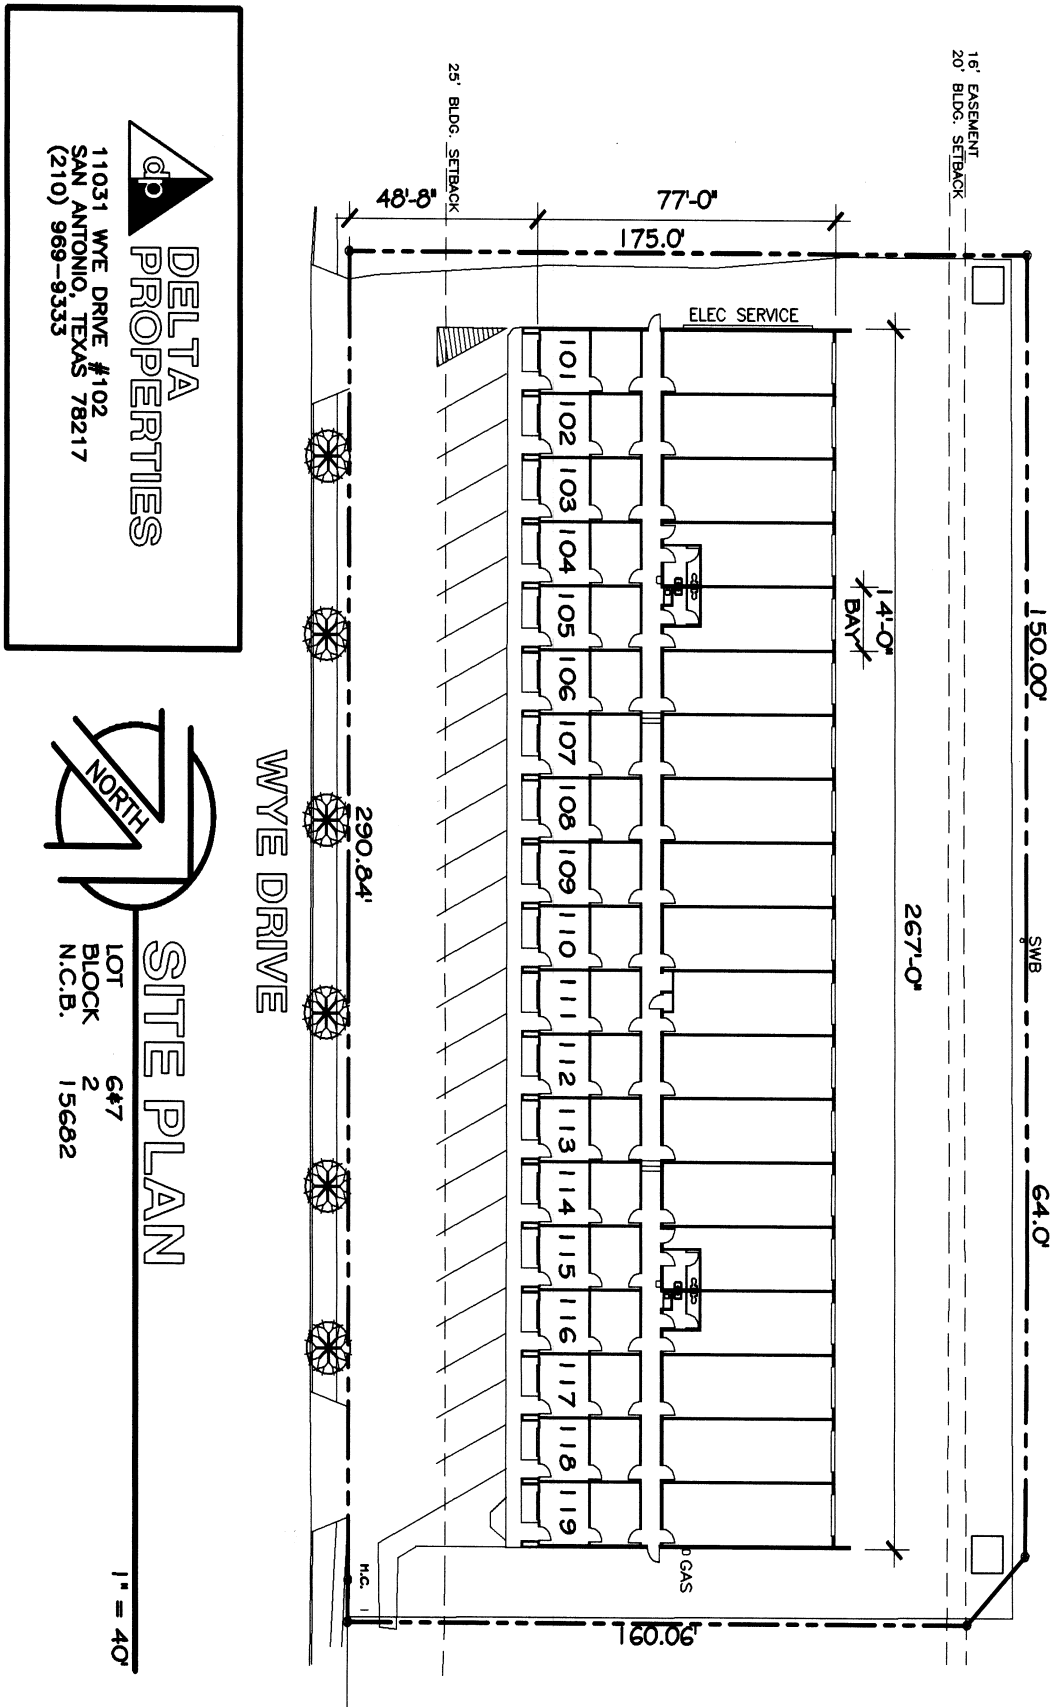 16' EASEMENT
20' BLDG. SETBACK
25' BLDG. SETBACK
48'-8"
77'-0"
175.0'
ELEC SERVICE
150.00'
64.0'
SWB
14'-0"
BAY
267'-0"
101
102
103
104
105
106
107
108
109
110
111
112
113
114
115
116
117
118
119
GAS
160.06'
H.C.
290.84'
WYE DRIVE
dp
DELTA
PROPERTIES
11031 WYE DRIVE #102
SAN ANTONIO, TEXAS 78217
(210) 969-9333
NORTH
SITE PLAN
LOT 6&7
BLOCK 2
N.C.B. 15682
1" = 40'